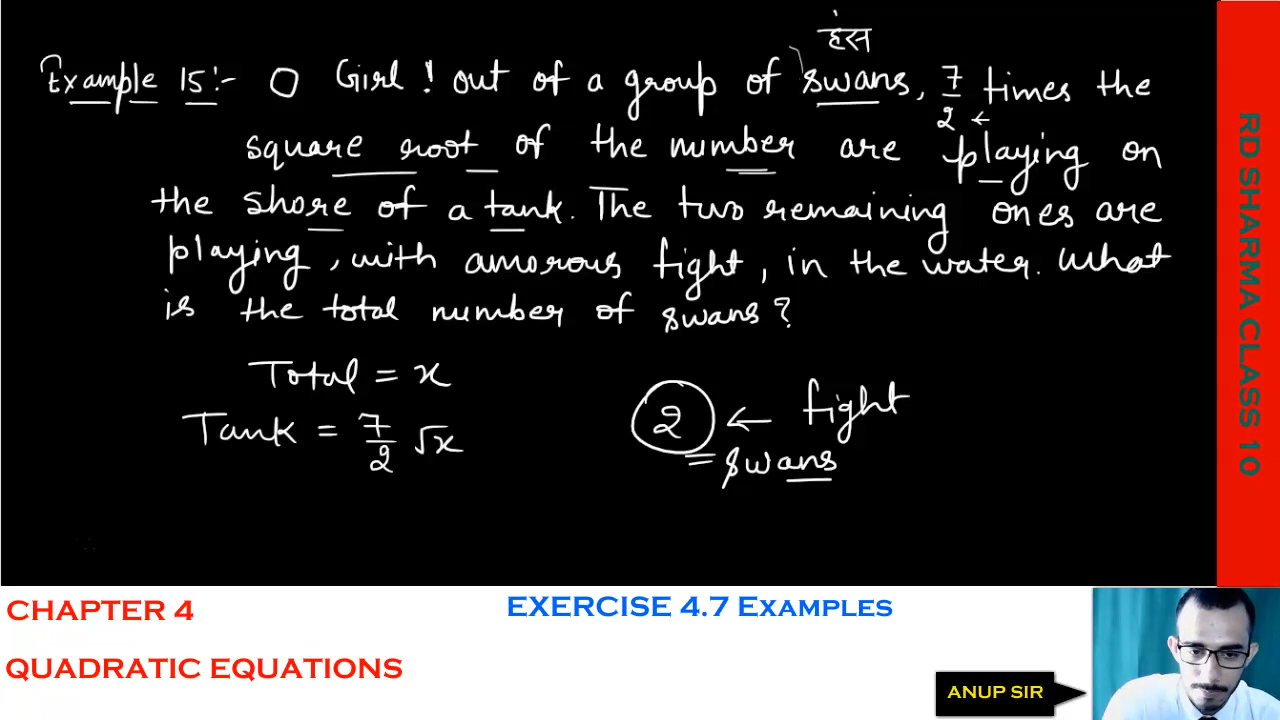 हंस
Example 15:- O Girl ! out of a group of swans, 7/2 times the
square root of the number are playing on
the shore of a tank. The two remaining ones are
playing, with amorous fight, in the water. What
is the total number of swans?
Total = x
Tank = 7/2 √x
2 ← fight
= swans
RD SHARMA CLASS 10
CHAPTER 4
EXERCISE 4.7 EXAMPLES
QUADRATIC EQUATIONS
ANUP SIR